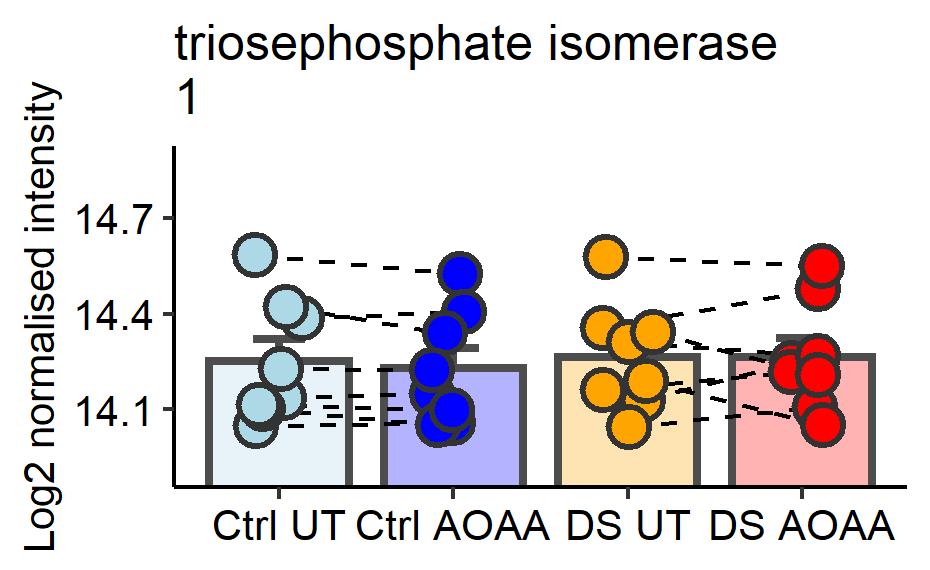 triosephosphate isomerase
1
Log2 normalised intensity
14.7
14.4
14.1
Ctrl UT Ctrl AOAA DS UT DS AOAA